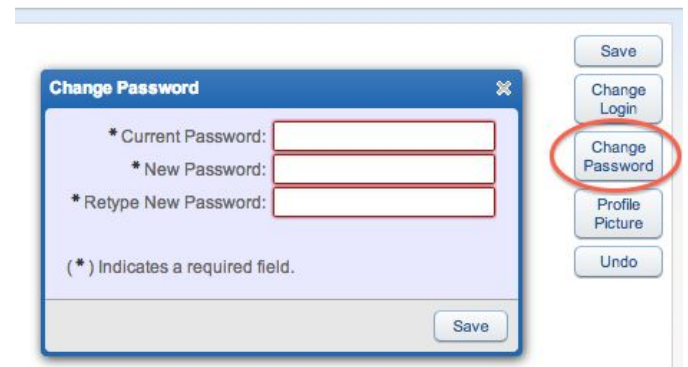 Change Password
* Current Password:
* New Password:
* Retype New Password:
( * ) Indicates a required field.
Save
Save
Change
Login
Change
Password
Profile
Picture
Undo